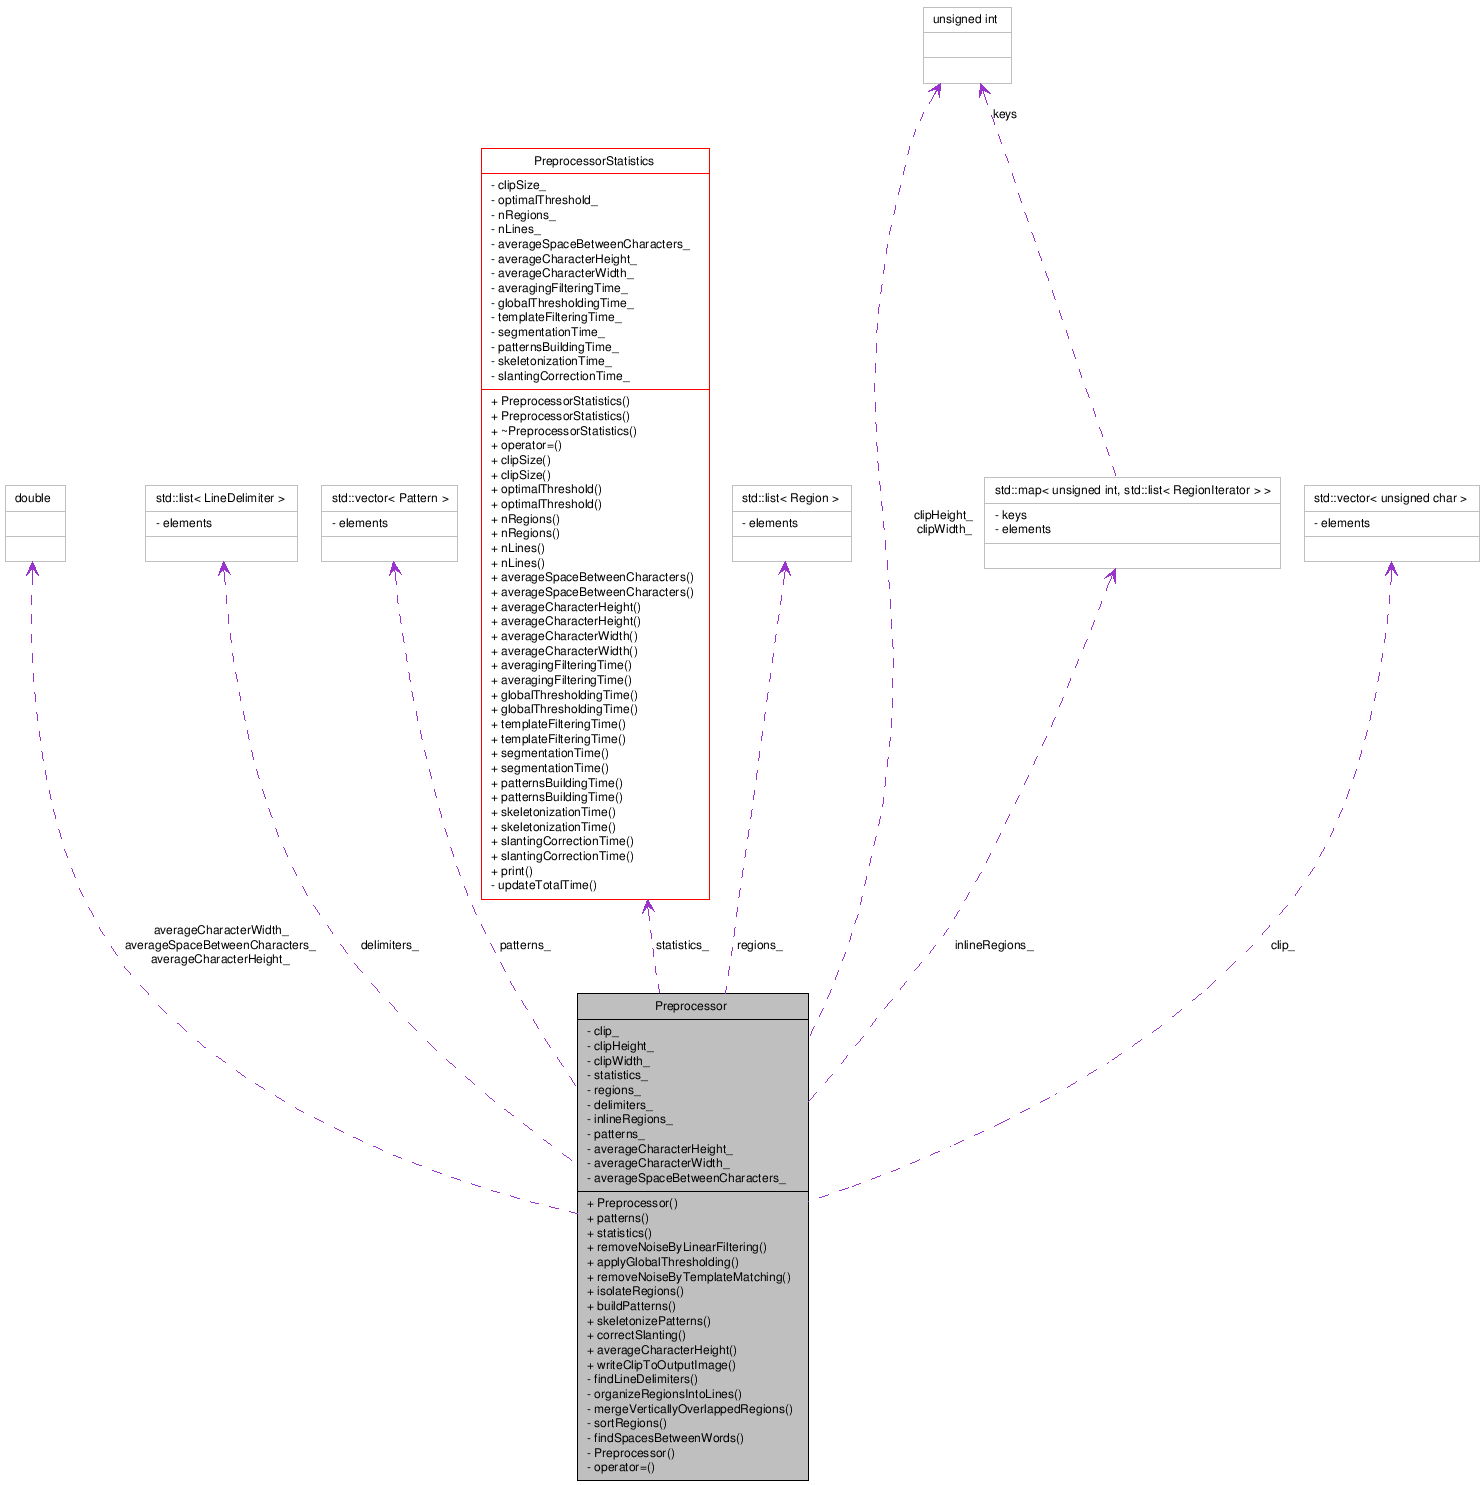 unsigned int
keys
PreprocessorStatistics
- clipSize_
- optimalThreshold_
- nRegions_
- nLines_
- averageSpaceBetweenCharacters_
- averageCharacterHeight_
- averageCharacterWidth_
- averagingFilteringTime_
- globalThresholdingTime_
- templateFilteringTime_
- segmentationTime_
- patternsBuildingTime_
- skeletonizationTime_
- slantingCorrectionTime_
+ PreprocessorStatistics()
+ PreprocessorStatistics()
+ ~PreprocessorStatistics()
+ operator=()
+ clipSize()
+ clipSize()
+ optimalThreshold()
+ optimalThreshold()
+ nRegions()
+ nRegions()
+ nLines()
+ nLines()
+ averageSpaceBetweenCharacters()
+ averageSpaceBetweenCharacters()
+ averageCharacterHeight()
+ averageCharacterHeight()
+ averageCharacterWidth()
+ averageCharacterWidth()
+ averagingFilteringTime()
+ averagingFilteringTime()
+ globalThresholdingTime()
+ globalThresholdingTime()
+ templateFilteringTime()
+ templateFilteringTime()
+ segmentationTime()
+ segmentationTime()
+ patternsBuildingTime()
+ patternsBuildingTime()
+ skeletonizationTime()
+ skeletonizationTime()
+ slantingCorrectionTime()
+ slantingCorrectionTime()
+ print()
- updateTotalTime()
double
std::list< LineDelimiter >
- elements
std::vector< Pattern >
- elements
std::list< Region >
- elements
clipHeight_
clipWidth_
std::map< unsigned int, std::list< RegionIterator > >
- keys
- elements
std::vector< unsigned char >
- elements
averageCharacterWidth_
averageSpaceBetweenCharacters_
averageCharacterHeight_
delimiters_
patterns_
statistics_
regions_
inlineRegions_
clip_
Preprocessor
- clip_
- clipHeight_
- clipWidth_
- statistics_
- regions_
- delimiters_
- inlineRegions_
- patterns_
- averageCharacterHeight_
- averageCharacterWidth_
- averageSpaceBetweenCharacters_
+ Preprocessor()
+ patterns()
+ statistics()
+ removeNoiseByLinearFiltering()
+ applyGlobalThresholding()
+ removeNoiseByTemplateMatching()
+ isolateRegions()
+ buildPatterns()
+ skeletonizePatterns()
+ correctSlanting()
+ averageCharacterHeight()
+ writeClipToOutputImage()
- findLineDelimiters()
- organizeRegionsIntoLines()
- mergeVerticallyOverlappedRegions()
- sortRegions()
- findSpacesBetweenWords()
- Preprocessor()
- operator=()